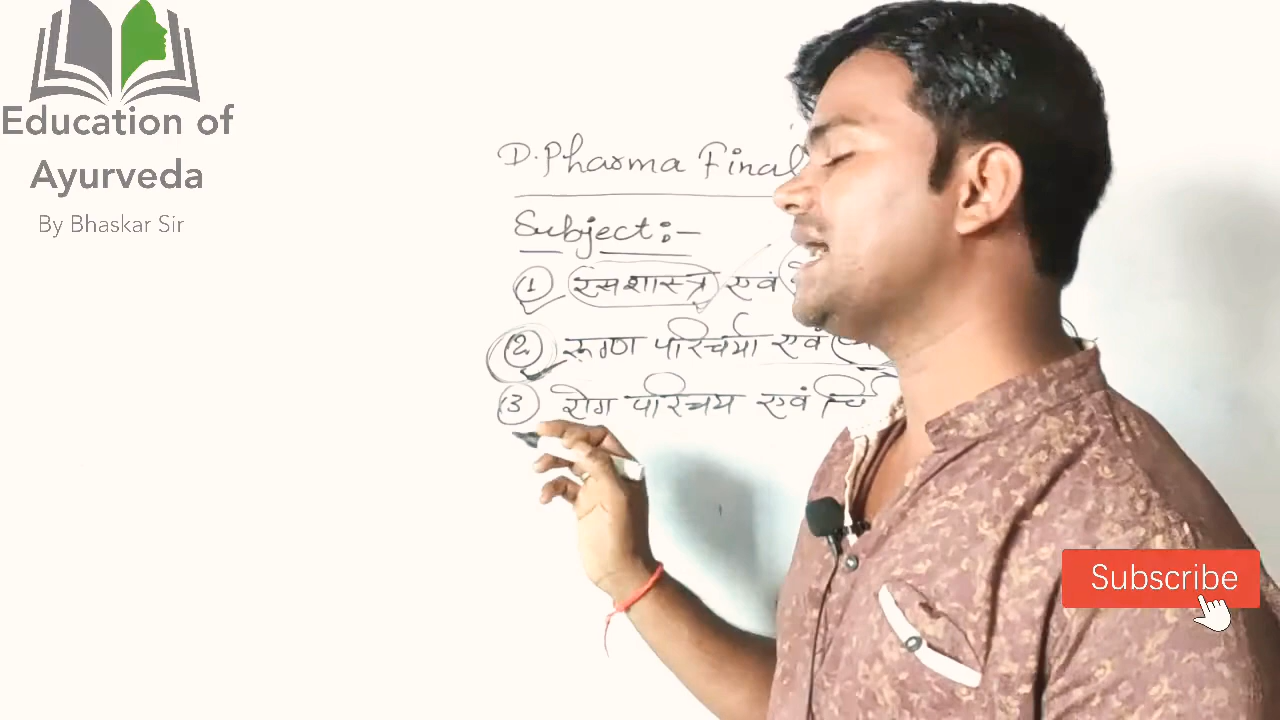 Education of
Ayurveda
By Bhaskar Sir
D.Pharma Final
Subject:-
1 रसशास्त्र एवं
2 रूग्ण परिचर्या एवं
3 रोग परिचय एवं
Subscribe